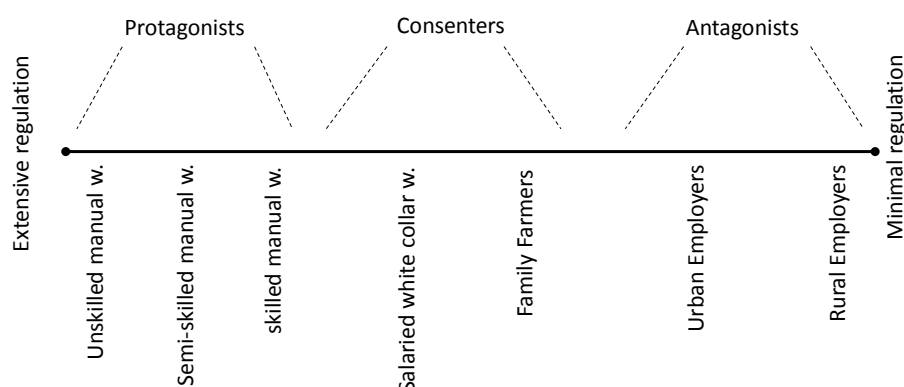 Protagonists
Consenters
Antagonists
Extensive regulation
Minimal regulation
Unskilled manual w.
Semi-skilled manual w.
skilled manual w.
Salaried white collar w.
Family Farmers
Urban Employers
Rural Employers